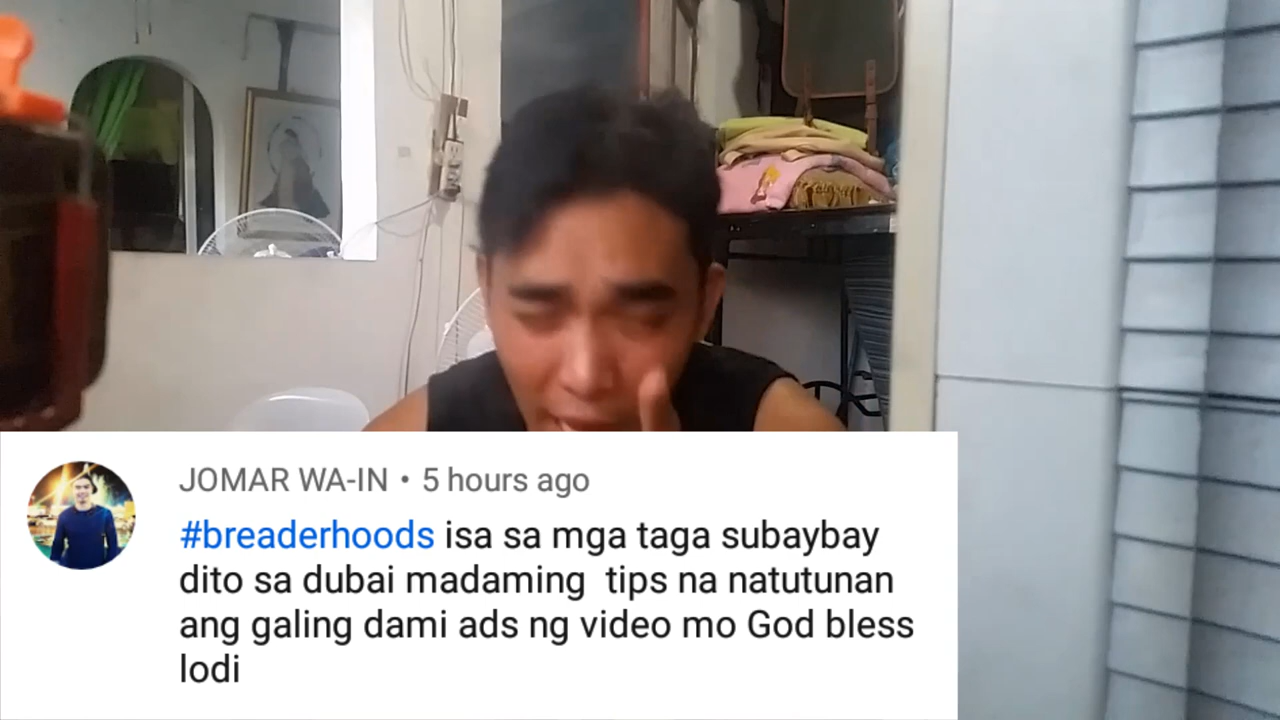 JOMAR WA-IN • 5 hours ago
#breaderhoods isa sa mga taga subaybay
dito sa dubai madaming tips na natutunan
ang galing dami ads ng video mo God bless
lodi